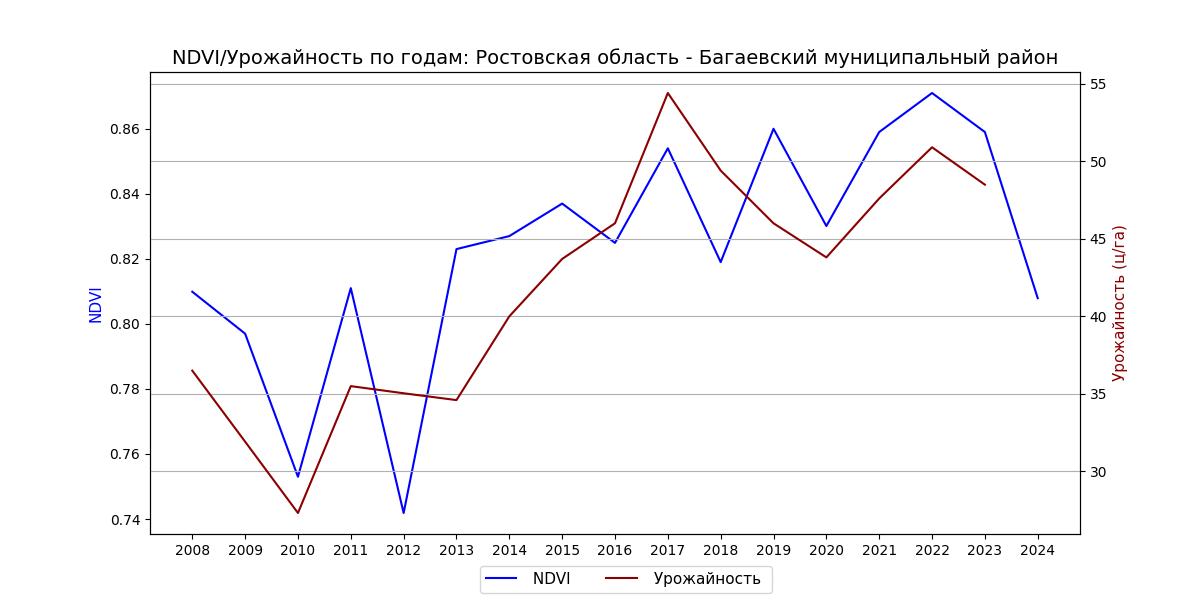 NDVI/Урожайность по годам: Ростовская область - Багаевский муниципальный район
NDVI
0.86
0.84
0.82
0.80
0.78
0.76
0.74
55
50
45
40
35
30
Урожайность (ц/га)
2008 2009 2010 2011 2012 2013 2014 2015 2016 2017 2018 2019 2020 2021 2022 2023 2024
NDVI Урожайность